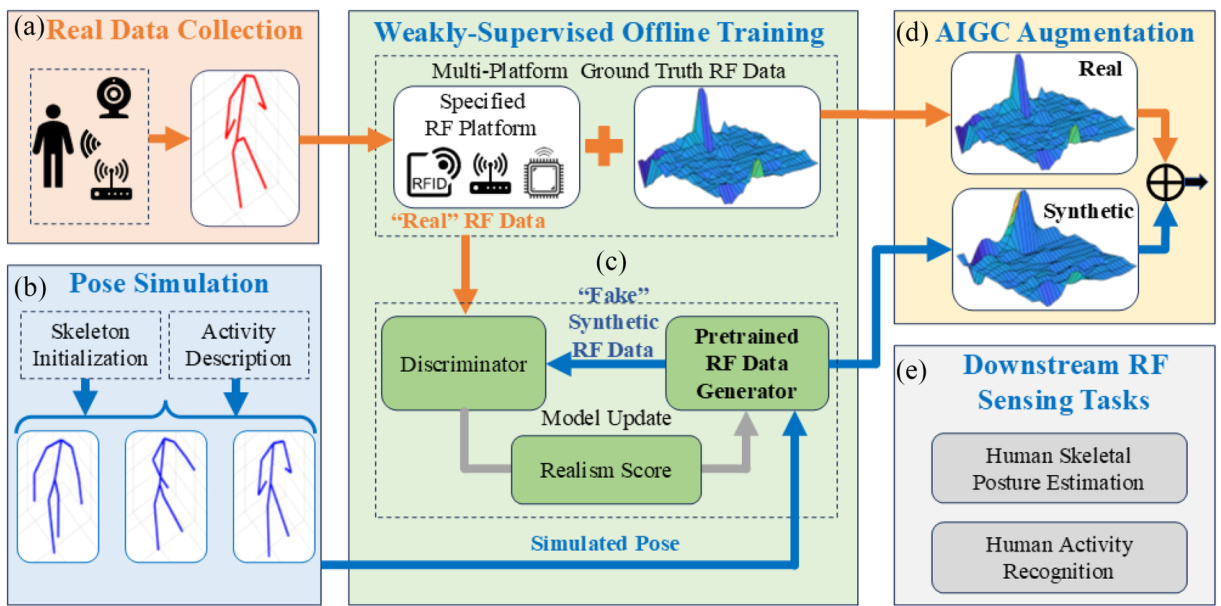 (a) Real Data Collection
(b) Pose Simulation
Skeleton
Initialization
Activity
Description
Weakly-Supervised Offline Training
Multi-Platform Ground Truth RF Data
Specified
RF Platform
RFID
“Real” RF Data
(c)
“Fake”
Synthetic
RF Data
Discriminator
Pretrained
RF Data
Generator
Model Update
Realism Score
Simulated Pose
(d) AIGC Augmentation
Real
Synthetic
(e) Downstream RF
Sensing Tasks
Human Skeletal
Posture Estimation
Human Activity
Recognition